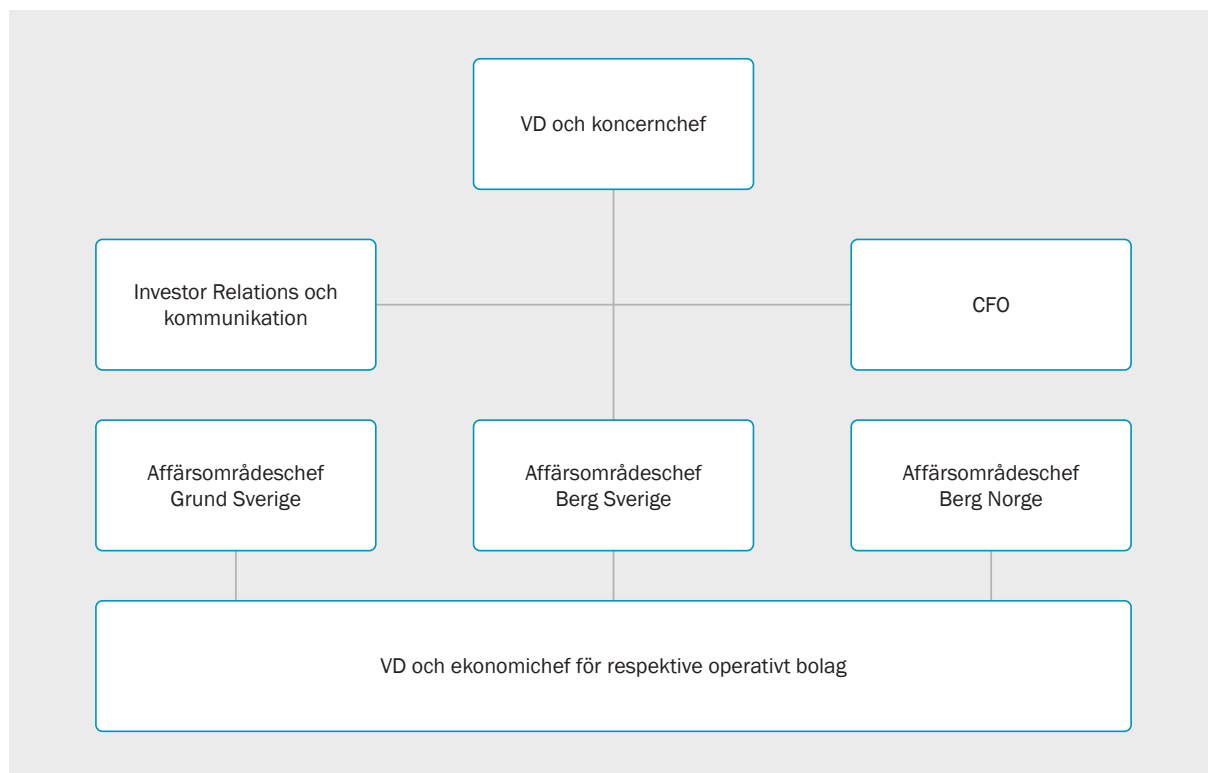 VD och koncernchef
Investor Relations och
kommunikation
CFO
Affärsområdeschef
Grund Sverige
Affärsområdeschef
Berg Sverige
Affärsområdeschef
Berg Norge
VD och ekonomichef för respektive operativt bolag